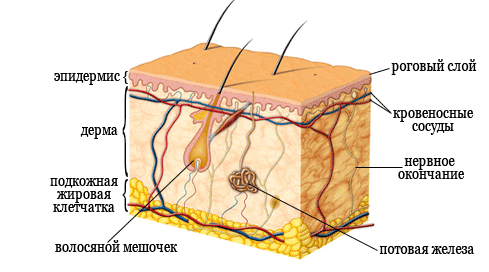 эпидермис
дерма
подкожная
жировая
клетчатка
волосяной мешочек
роговый слой
кровеносные
сосуды
нервное
окончание
потовая железа